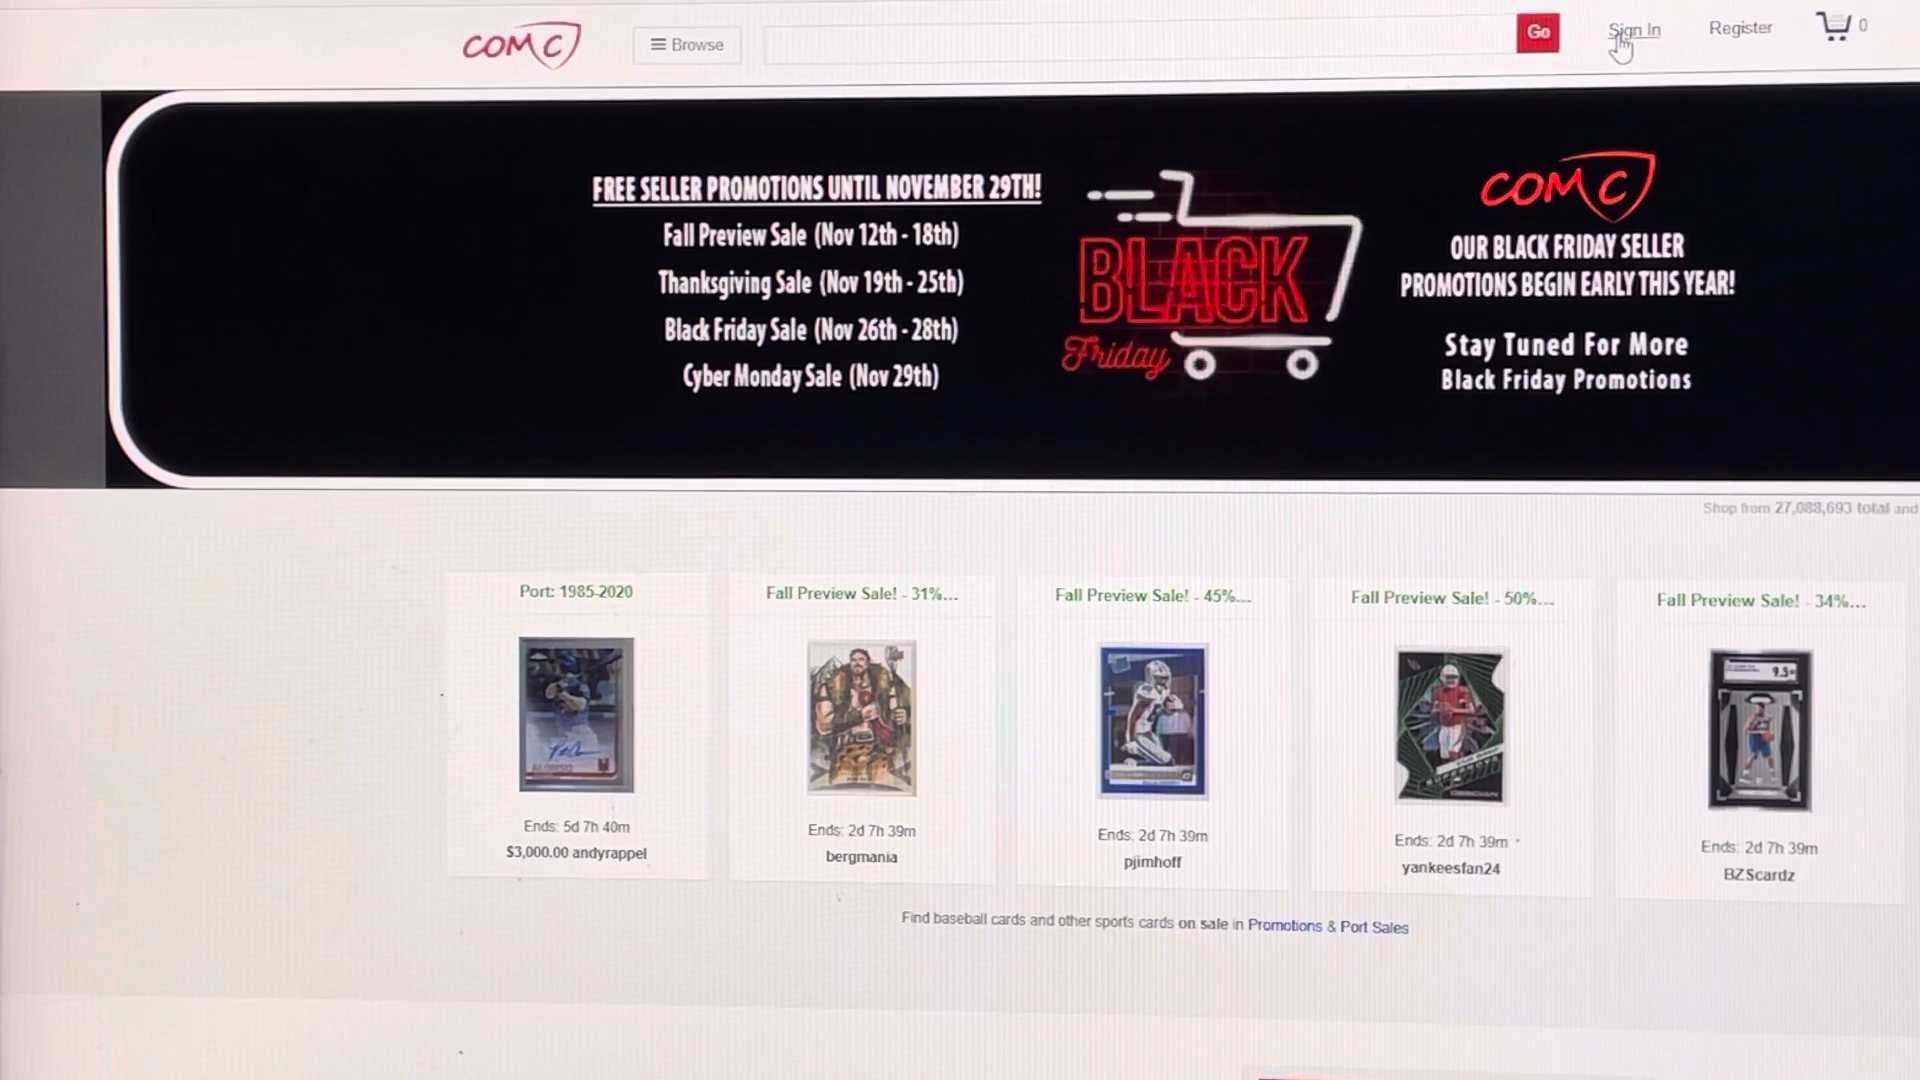 COMC
Browse
Go
Sign In
Register
0
FREE SELLER PROMOTIONS UNTIL NOVEMBER 29TH!
Fall Preview Sale (Nov 12th - 18th)
Thanksgiving Sale (Nov 19th - 25th)
Black Friday Sale (Nov 26th - 28th)
Cyber Monday Sale (Nov 29th)
BLACK
Friday
COMC
OUR BLACK FRIDAY SELLER
PROMOTIONS BEGIN EARLY THIS YEAR!
Stay Tuned For More
Black Friday Promotions
Shop from 27,088,693 total and
Port: 1985-2020
Ends: 5d 7h 40m
$3,000.00 andyrappel
Fall Preview Sale! - 31%...
Ends: 2d 7h 39m
bergmania
Fall Preview Sale! - 45%...
Ends: 2d 7h 39m
pjimhoff
Fall Preview Sale! - 50%...
Ends: 2d 7h 39m
yankeesfan24
Fall Preview Sale! - 34%...
9.5
Ends: 2d 7h 39m
BZScardz
Find baseball cards and other sports cards on sale in Promotions & Port Sales